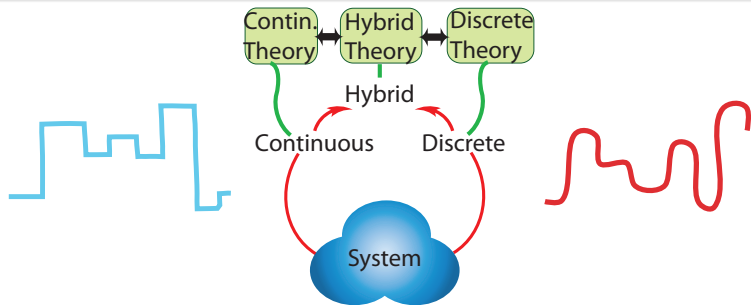 Contin.
Theory
Hybrid
Theory
Discrete
Theory
Hybrid
Continuous
Discrete
System